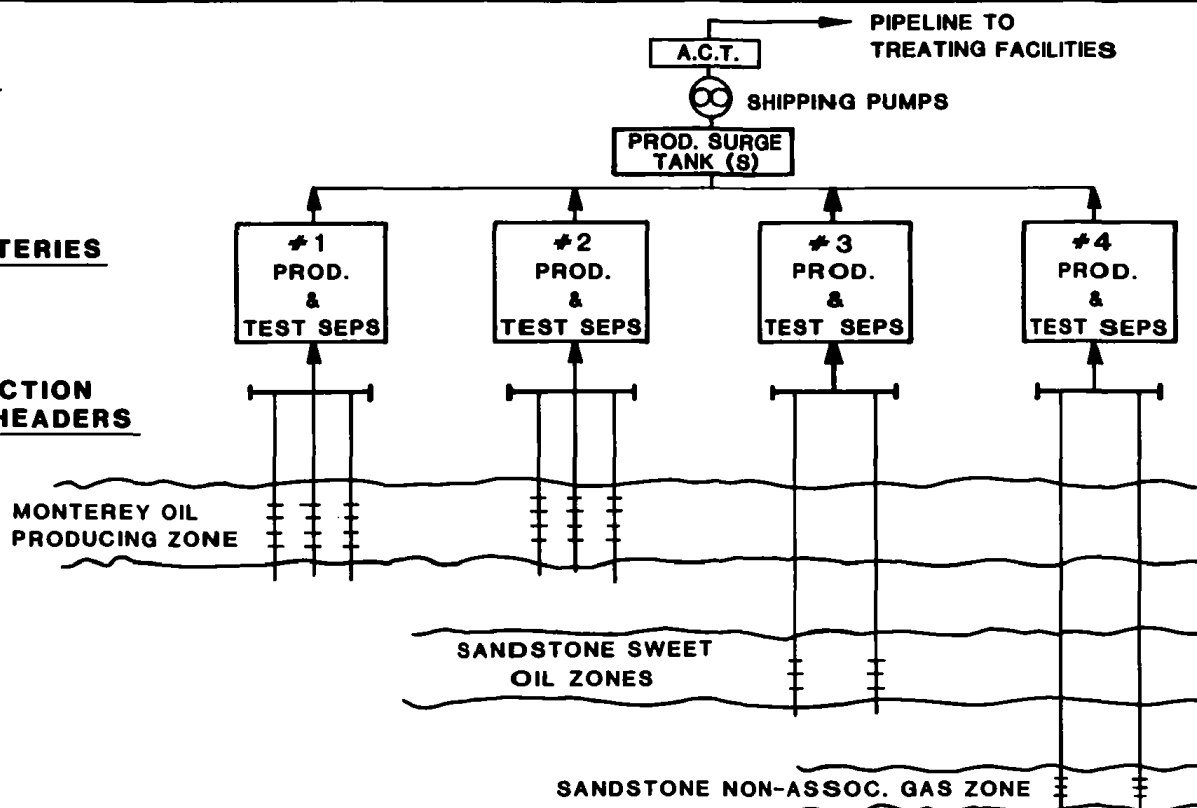 PIPELINE TO
TREATING FACILITIES
A.C.T.
SHIPPING PUMPS
PROD. SURGE
TANK (S)
TERIES
#1
PROD.
&
TEST SEPS
#2
PROD.
&
TEST SEPS
#3
PROD.
&
TEST SEPS
#4
PROD.
&
TEST SEPS
CTION
HEADERS
MONTEREY OIL
PRODUCING ZONE
SANDSTONE SWEET
OIL ZONES
SANDSTONE NON-ASSOC. GAS ZONE